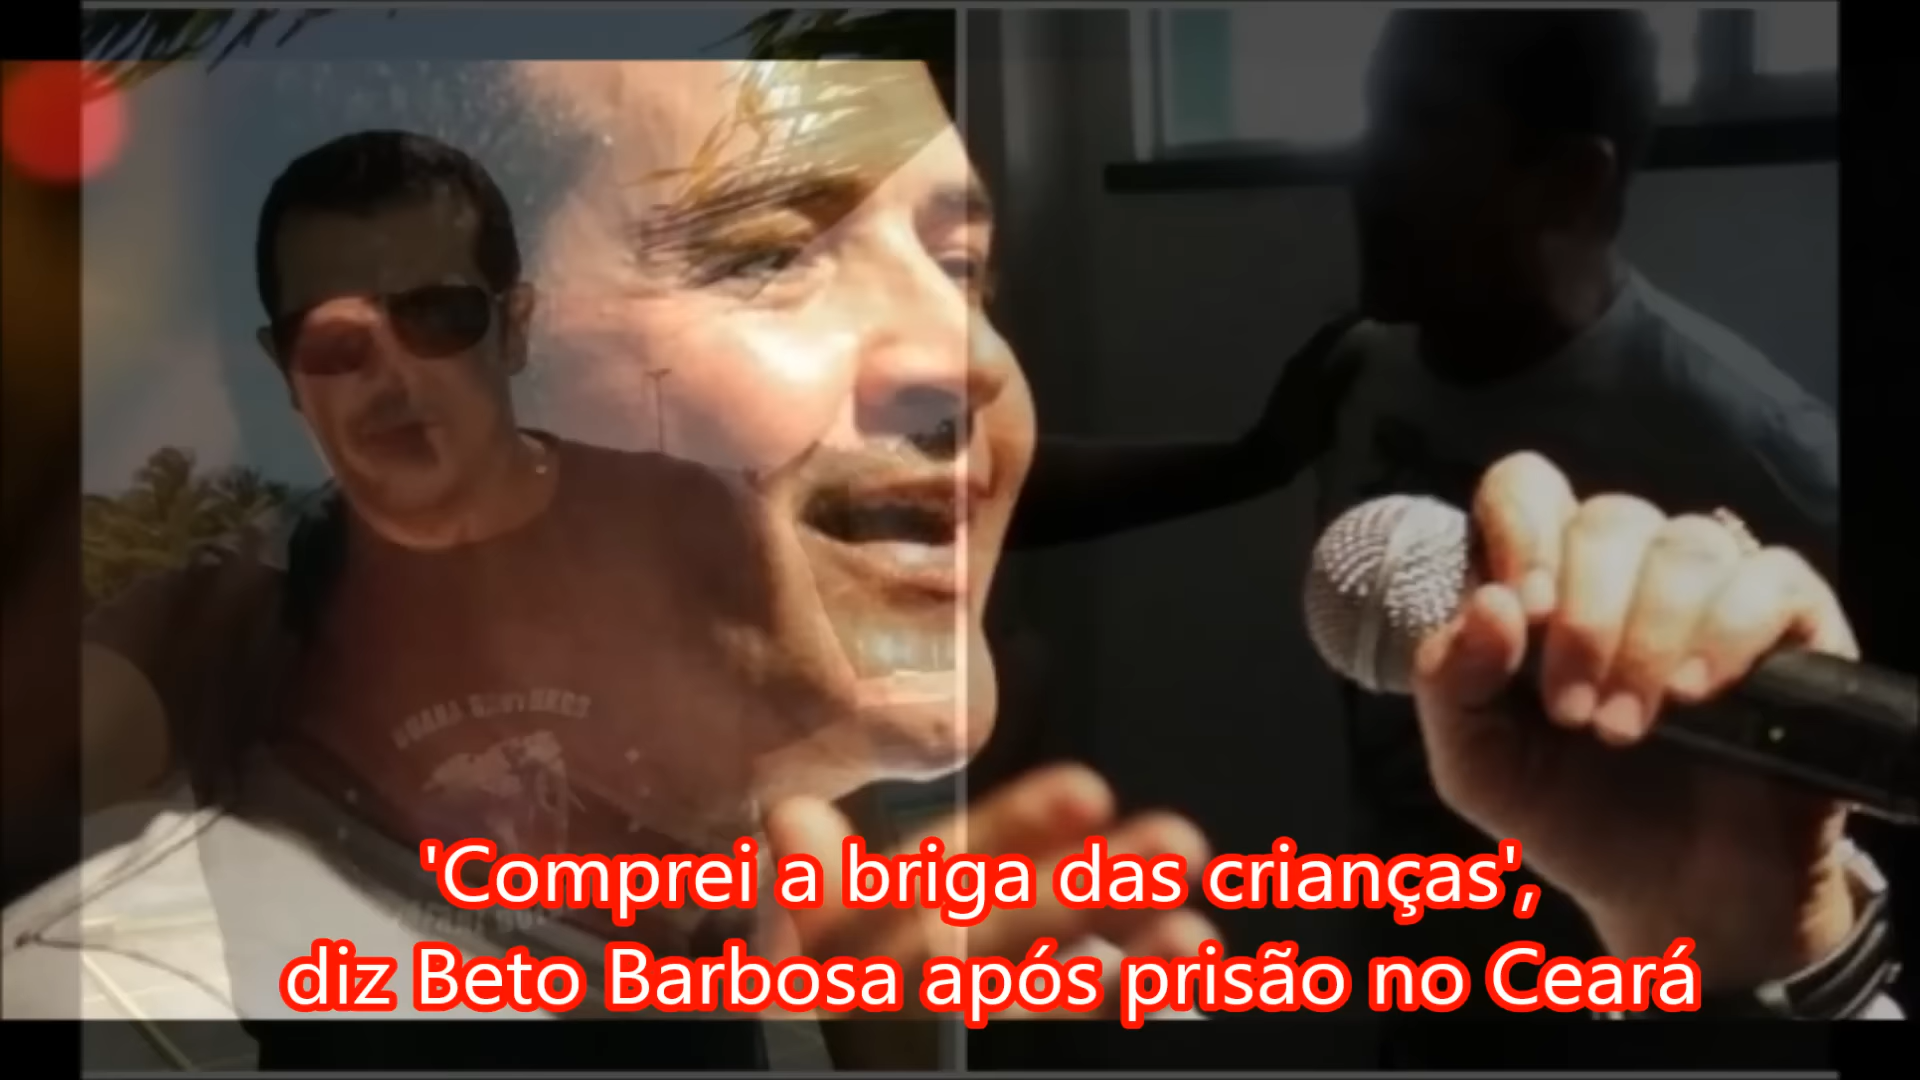 'Comprei a briga das crianças',
diz Beto Barbosa após prisão no Ceará